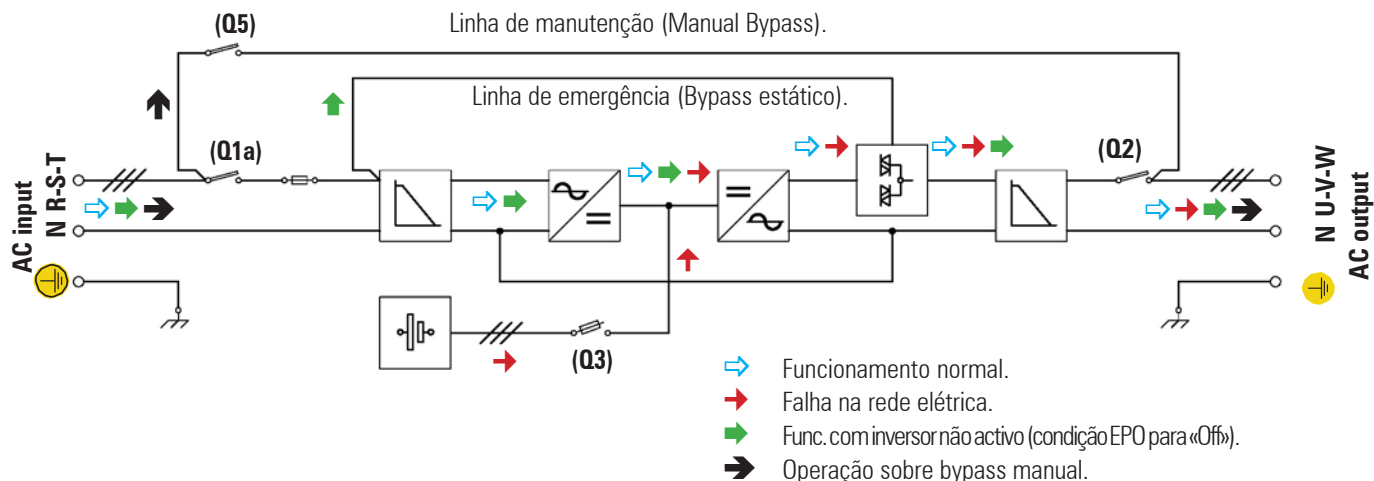 (Q5)
Linha de manutenção (Manual Bypass).
Linha de emergência (Bypass estático).
(Q1a)
(Q2)
AC input
N R-S-T
N U-V-W
AC output
(Q3)
Funcionamento normal.
Falha na rede elétrica.
Func. com inversor não activo (condição EPO para «Off»).
Operação sobre bypass manual.